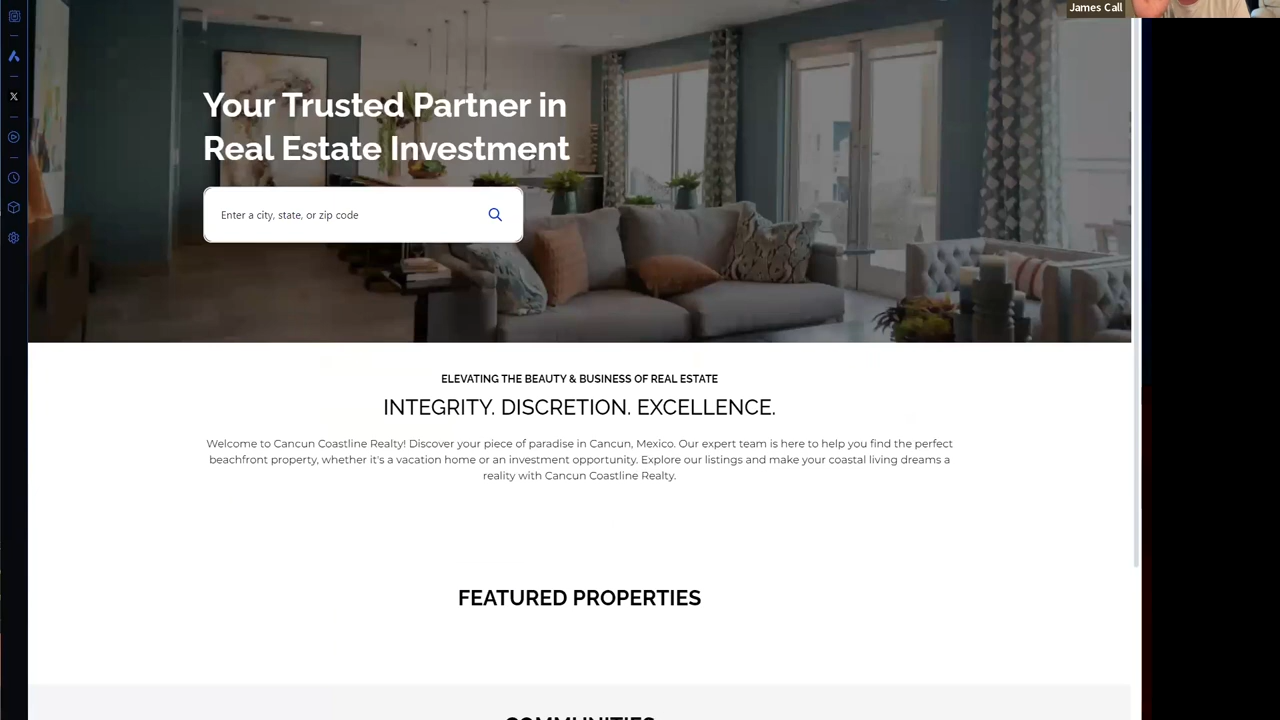 James Call
Your Trusted Partner in
Real Estate Investment
Enter a city, state, or zip code
ELEVATING THE BEAUTY & BUSINESS OF REAL ESTATE
INTEGRITY. DISCRETION. EXCELLENCE.
Welcome to Cancun Coastline Realty! Discover your piece of paradise in Cancun, Mexico. Our expert team is here to help you find the perfect
beachfront property, whether it's a vacation home or an investment opportunity. Explore our listings and make your coastal living dreams a
reality with Cancun Coastline Realty.
FEATURED PROPERTIES
COMMUNITIES